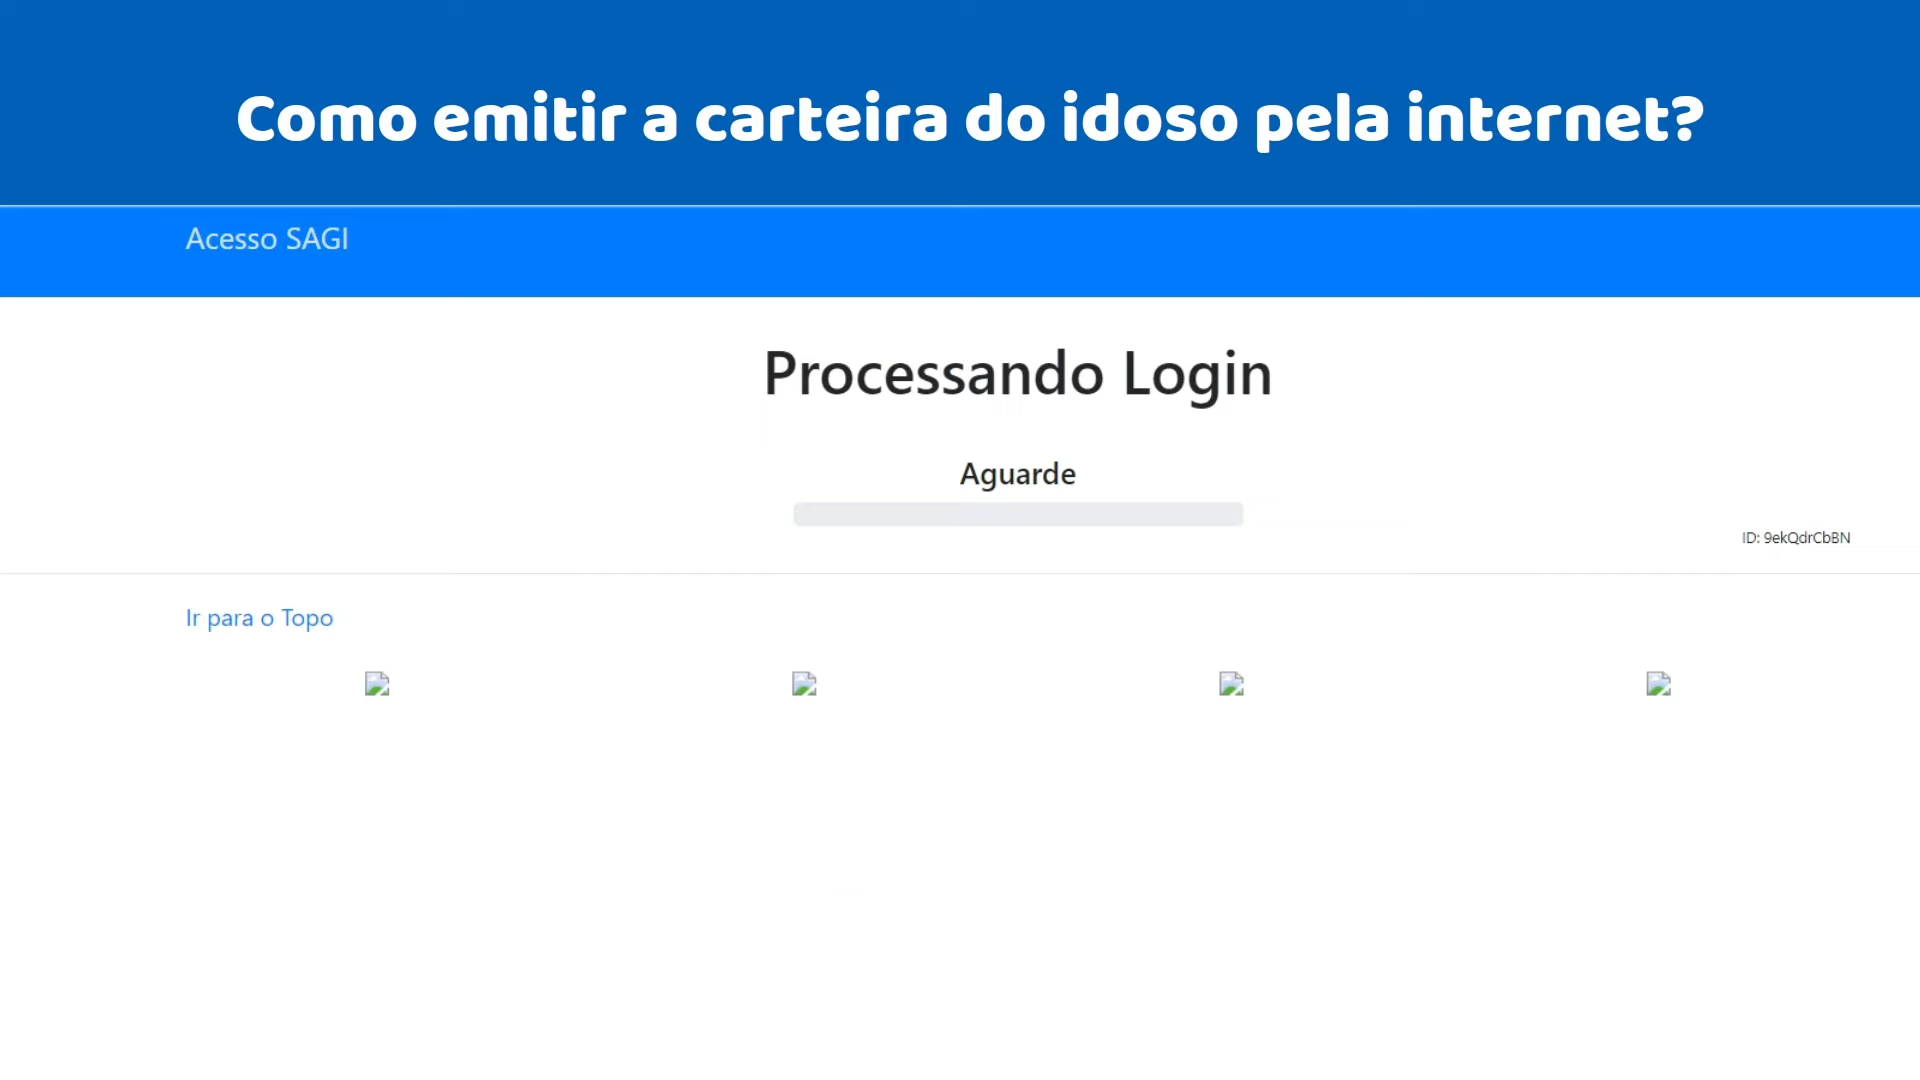 Como emitir a carteira do idoso pela internet?
Acesso SAGI
Processando Login
Aguarde
ID: 9ekQdrCbBN
Ir para o Topo